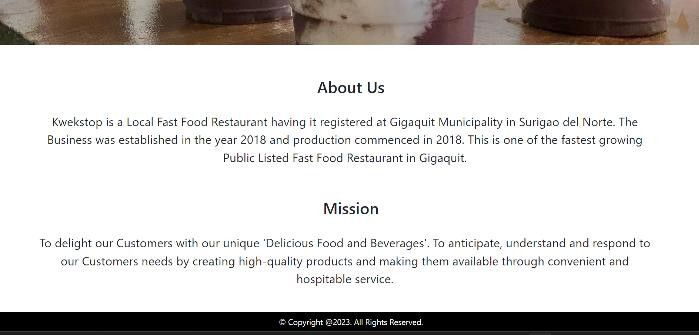 About Us
Kwekstop is a Local Fast Food Restaurant having it registered at Gigaquit Municipality in Surigao del Norte. The
Business was established in the year 2018 and production commenced in 2018. This is one of the fastest growing
Public Listed Fast Food Restaurant in Gigaquit.
Mission
To delight our Customers with our unique 'Delicious Food and Beverages'. To anticipate, understand and respond to
our Customers needs by creating high-quality products and making them available through convenient and
hospitable service.
© Copyright @2023. All Rights Reserved.